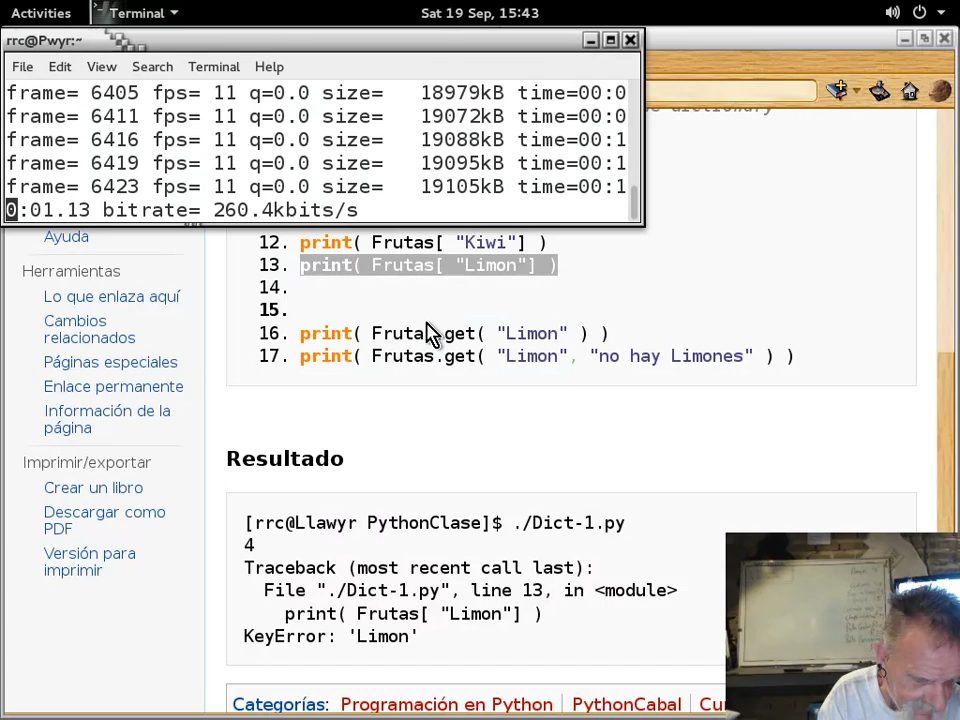 Activities Terminal Sat 19 Sep, 15:43
rrc@Pwyr:~
File Edit View Search Terminal Help
frame= 6405 fps= 11 q=0.0 size= 18979kB time=00:0
frame= 6411 fps= 11 q=0.0 size= 19072kB time=00:0
frame= 6416 fps= 11 q=0.0 size= 19088kB time=00:1
frame= 6419 fps= 11 q=0.0 size= 19095kB time=00:1
frame= 6423 fps= 11 q=0.0 size= 19105kB time=00:1
0:01.13 bitrate= 260.4kbits/s
Ayuda
Herramientas
Lo que enlaza aquí
Cambios
relacionados
Páginas especiales
Enlace permanente
Información de la
página
Imprimir/exportar
Crear un libro
Descargar como
PDF
Versión para
imprimir
dictionary
12. print( Frutas[ "Kiwi"] )
13. print( Frutas[ "Limon"] )
14.
15.
16. print( Frutas.get( "Limon" ) )
17. print( Frutas.get( "Limon", "no hay Limones" ) )
Resultado
[rrc@Llawyr PythonClase]$ ./Dict-1.py
4
Traceback (most recent call last):
File "./Dict-1.py", line 13, in <module>
print( Frutas[ "Limon"] )
KeyError: 'Limon'
Categorías: Programación en Python | PythonCabal | Cu